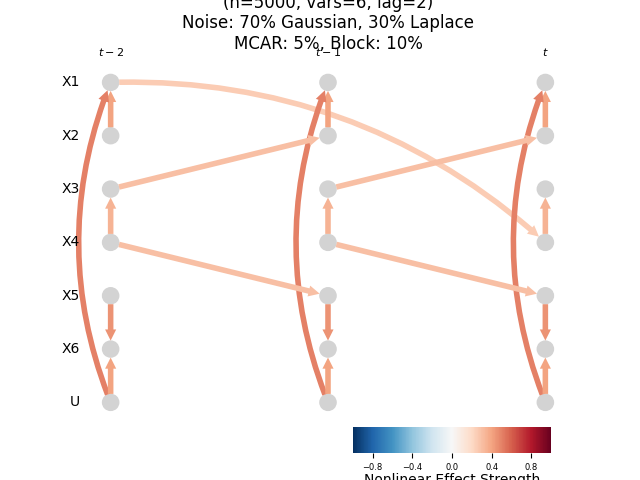 (n=5000, vars=6, lag=2)
Noise: 70% Gaussian, 30% Laplace
MCAR: 5%, Block: 10%
t − 2
t − 1
t
X1
X2
X3
X4
X5
X6
U
−0.8 −0.4 0.0 0.4 0.8
Nonlinear Effect Strength